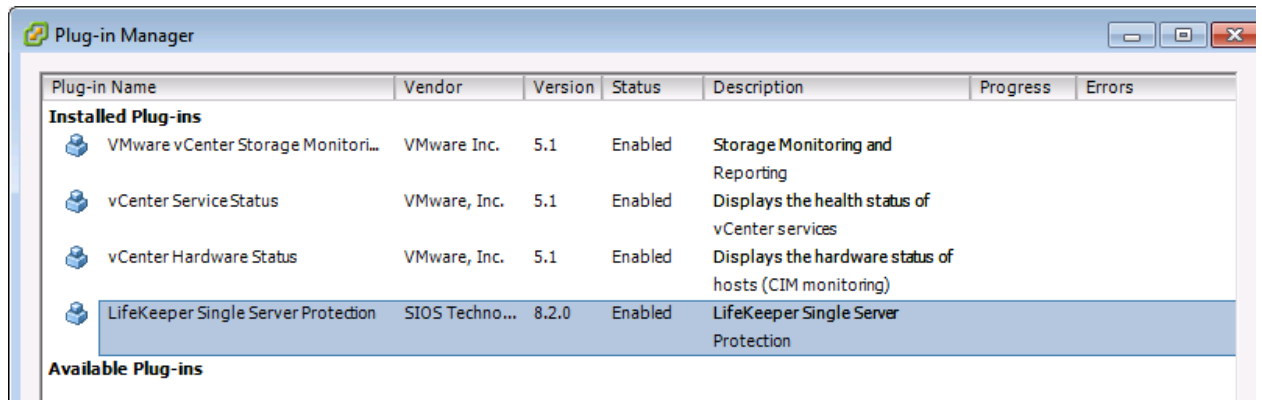 Plug-in Manager
Plug-in Name Vendor Version Status Description Progress Errors
Installed Plug-ins
VMware vCenter Storage Monitori... VMware Inc. 5.1 Enabled Storage Monitoring and
Reporting
vCenter Service Status VMware, Inc. 5.1 Enabled Displays the health status of
vCenter services
vCenter Hardware Status VMware, Inc. 5.1 Enabled Displays the hardware status of
hosts (CIM monitoring)
LifeKeeper Single Server Protection SIOS Techno... 8.2.0 Enabled LifeKeeper Single Server
Protection
Available Plug-ins